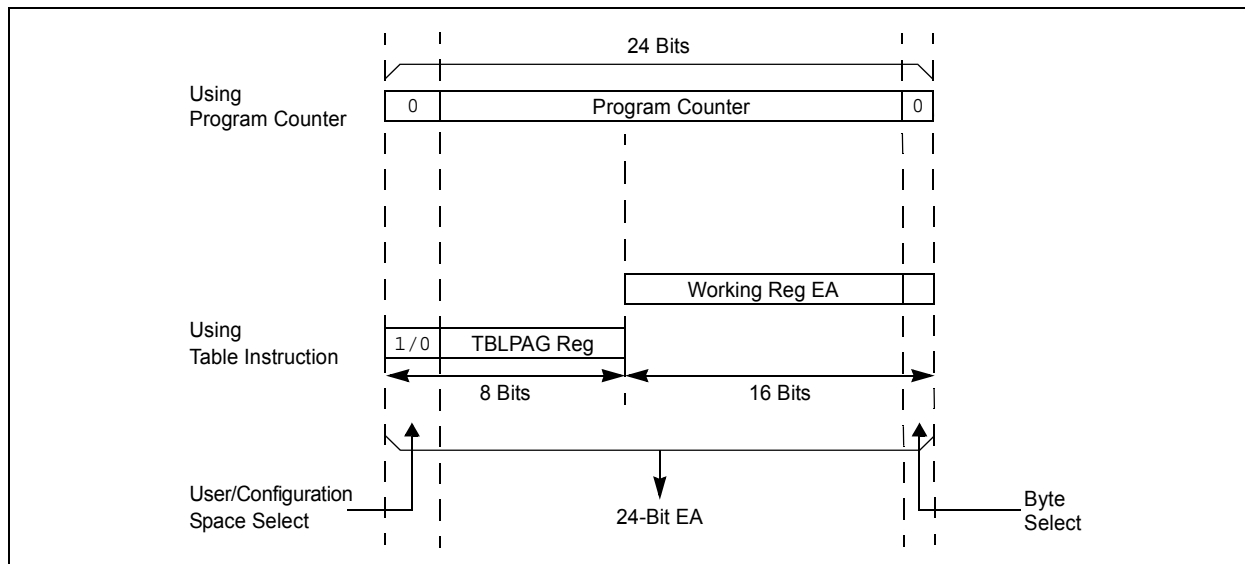 24 Bits
Using
Program Counter
0
Program Counter
0
Working Reg EA
Using
Table Instruction
1/0
TBLPAG Reg
8 Bits
16 Bits
User/Configuration
Space Select
24-Bit EA
Byte
Select